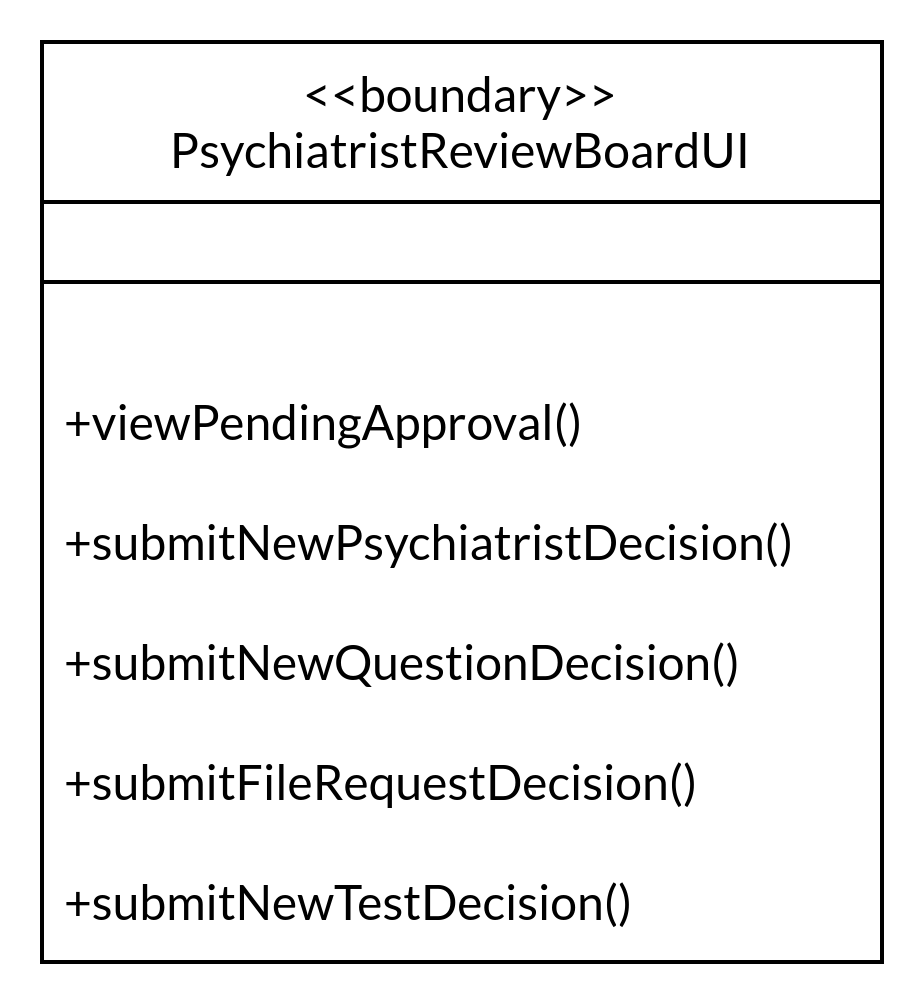 <<boundary>>
PsychiatristReviewBoardUI
+viewPendingApproval()
+submitNewPsychiatristDecision()
+submitNewQuestionDecision()
+submitFileRequestDecision()
+submitNewTestDecision()